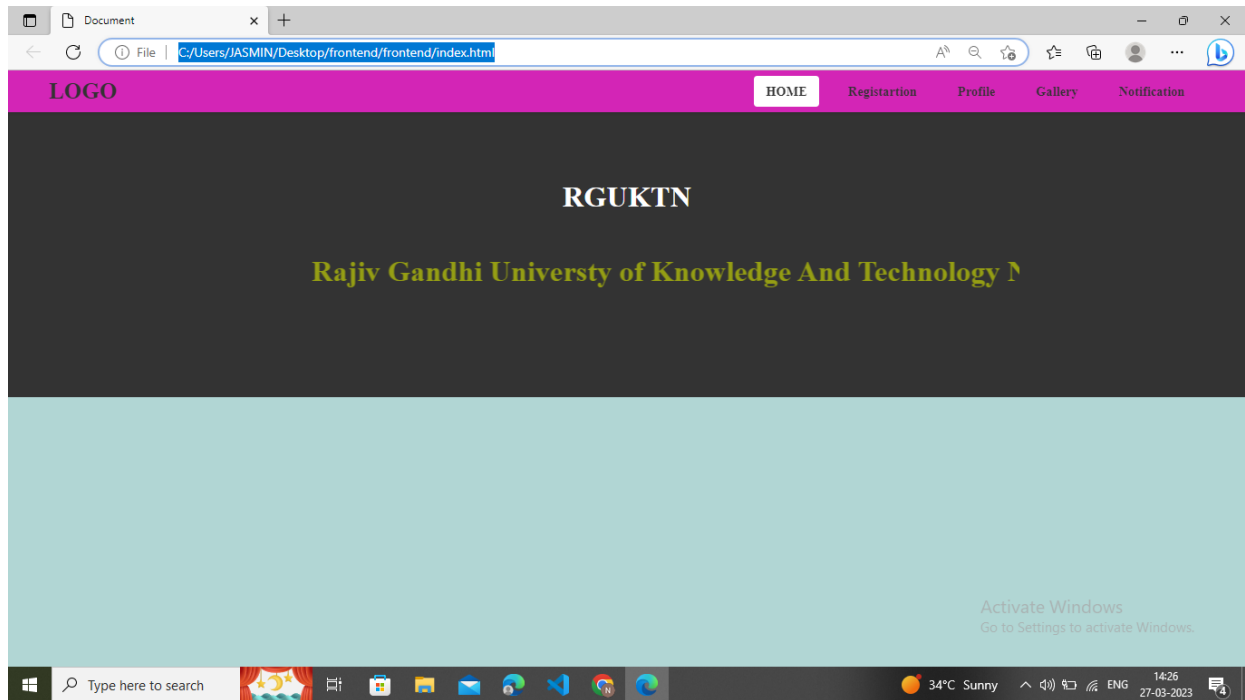 Document
File
C:/Users/JASMIN/Desktop/frontend/frontend/index.html
LOGO
HOME
Registartion
Profile
Gallery
Notification
RGUKTN
Rajiv Gandhi Universty of Knowledge And Technology N
Activate Windows
Go to Settings to activate Windows.
Type here to search
34°C Sunny
ENG
14:26
27-03-2023
4